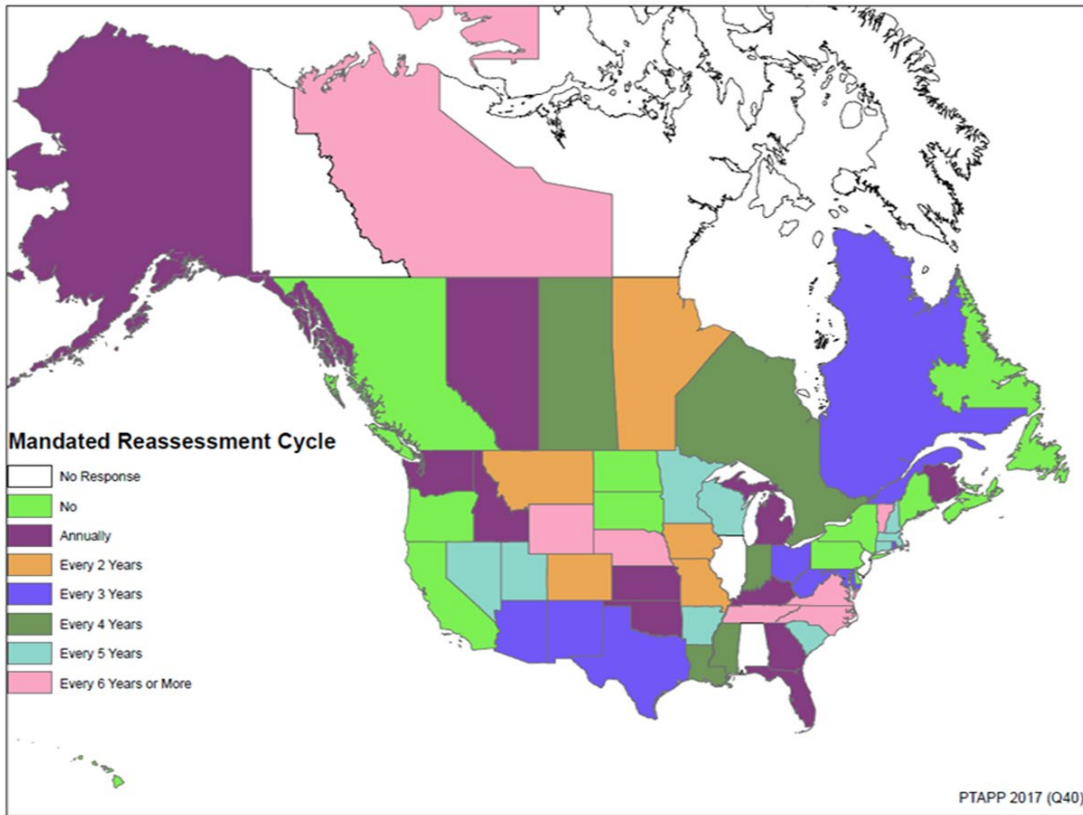 Mandated Reassessment Cycle
No Response
No
Annually
Every 2 Years
Every 3 Years
Every 4 Years
Every 5 Years
Every 6 Years or More
PTAPP 2017 (Q40)